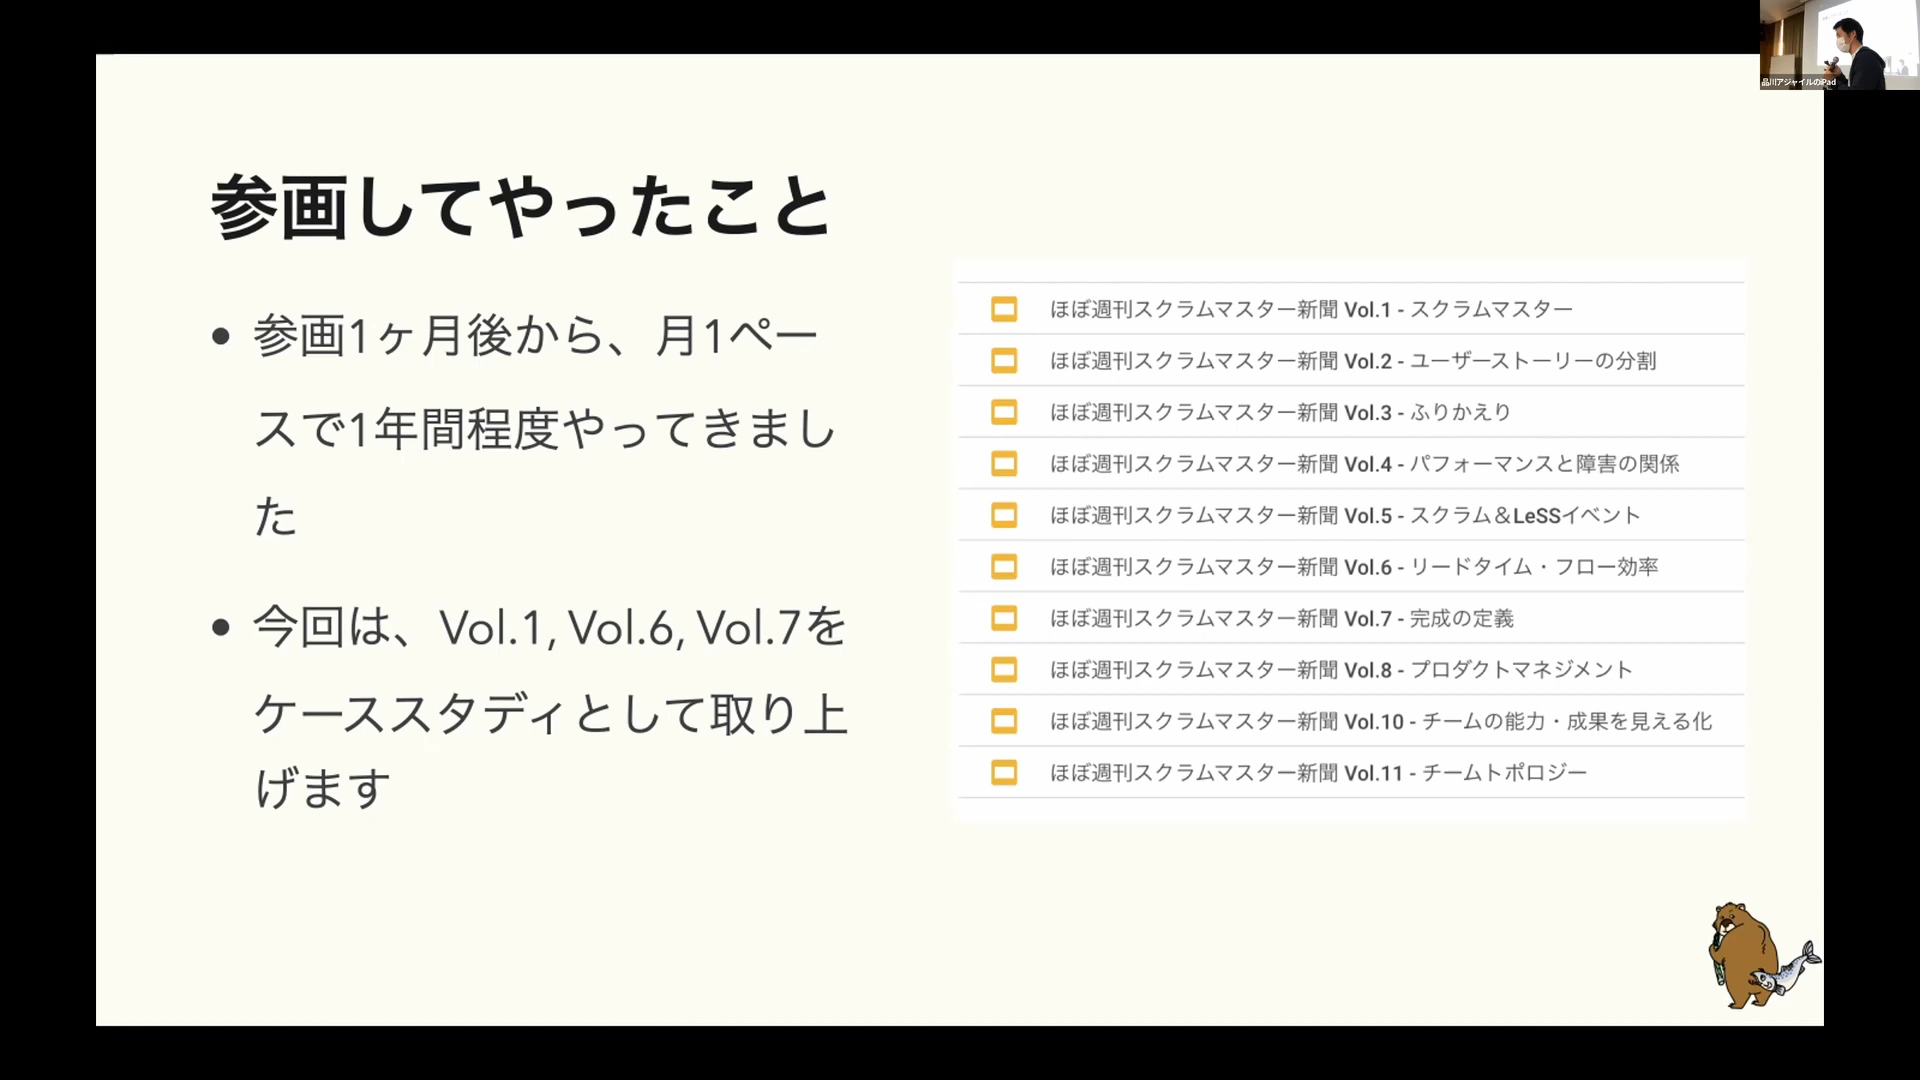 参画してやったこと
• 参画1ヶ月後から、月1ペー
スで1年間程度やってきまし
た
• 今回は、Vol.1, Vol.6, Vol.7を
ケーススタディとして取り上
げます
ほぼ週刊スクラムマスター新聞 Vol.1 - スクラムマスター
ほぼ週刊スクラムマスター新聞 Vol.2 - ユーザーストーリーの分割
ほぼ週刊スクラムマスター新聞 Vol.3 - ふりかえり
ほぼ週刊スクラムマスター新聞 Vol.4 - パフォーマンスと障害の関係
ほぼ週刊スクラムマスター新聞 Vol.5 - スクラム＆LeSSイベント
ほぼ週刊スクラムマスター新聞 Vol.6 - リードタイム・フロー効率
ほぼ週刊スクラムマスター新聞 Vol.7 - 完成の定義
ほぼ週刊スクラムマスター新聞 Vol.8 - プロダクトマネジメント
ほぼ週刊スクラムマスター新聞 Vol.10 - チームの能力・成果を見える化
ほぼ週刊スクラムマスター新聞 Vol.11 - チームトポロジー
品川アジャイルのiPad